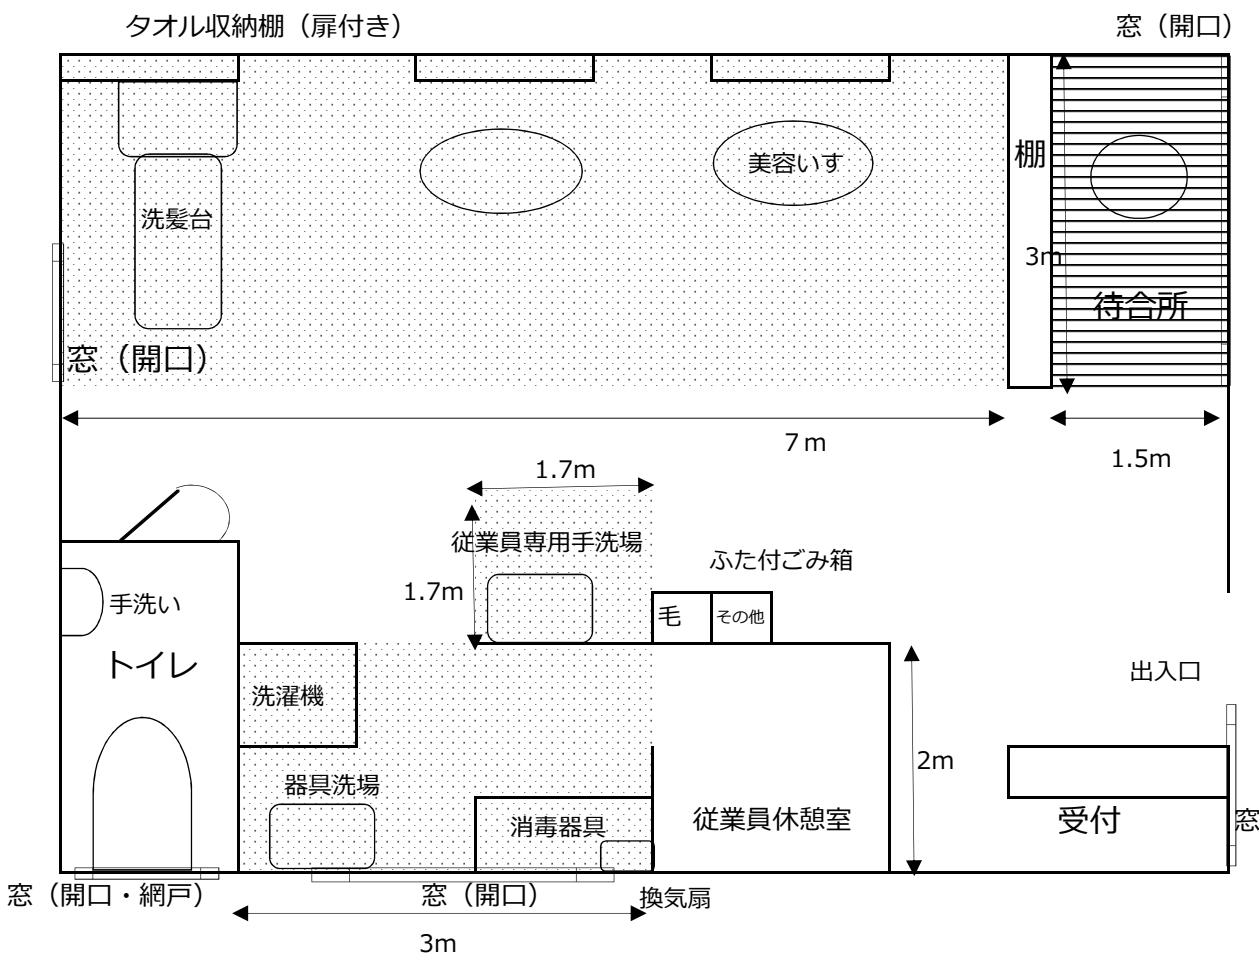 タオル収納棚（扉付き）
窓（開口）
美容いす
棚
洗髪台
3m
待合所
窓（開口）
７ｍ
1.5m
1.7m
従業員専用手洗場
ふた付ごみ箱
1.7m
手洗い
毛
その他
トイレ
出入口
洗濯機
2m
器具洗場
消毒器具
従業員休憩室
受付
窓
窓（開口・網戸）
窓（開口）
換気扇
3m